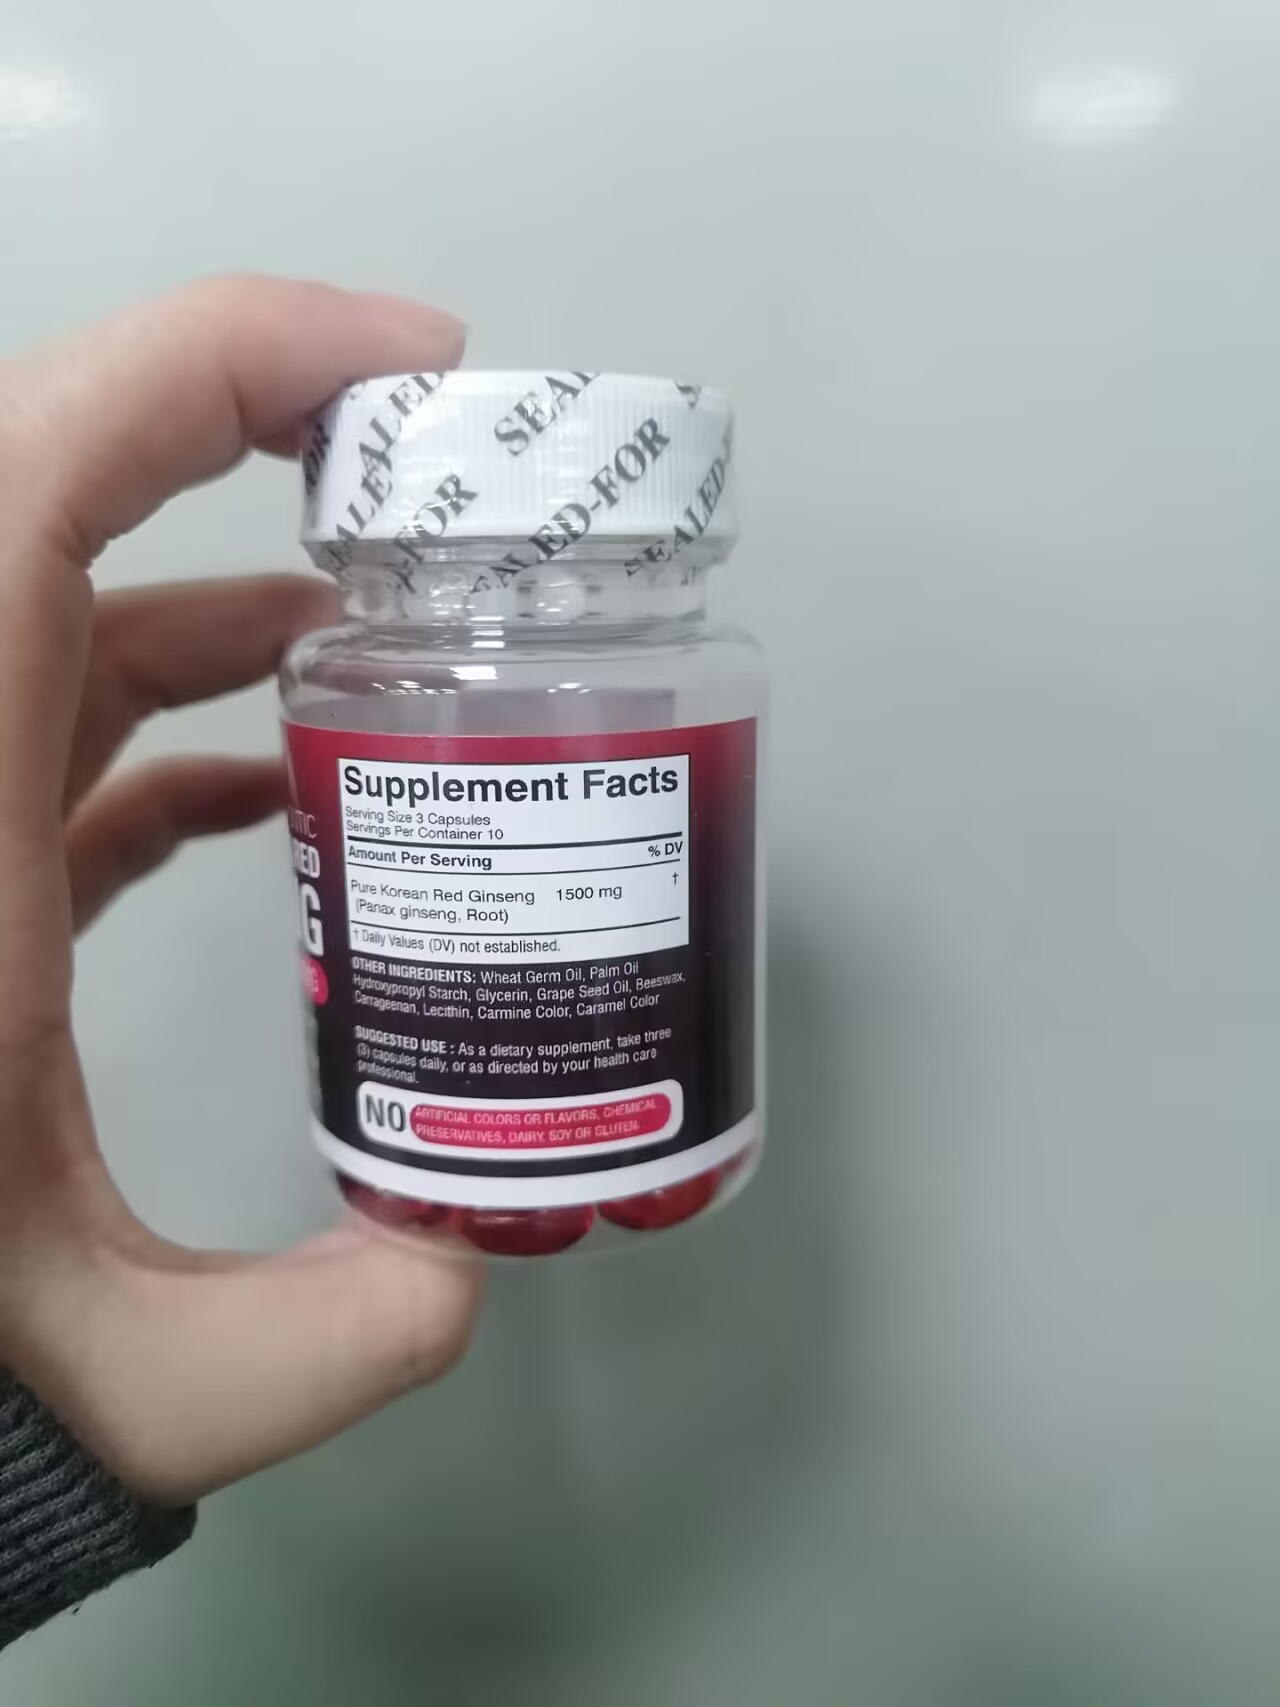 SEALED
SEAL
SEALED-FOR
SEALED-FOR
SEALED-F
Supplement Facts
Serving Size 3 Capsules
Servings Per Container 10
Amount Per Serving % DV
Pure Korean Red Ginseng 1500 mg †
(Panax ginseng, Root)
† Daily Values (DV) not established.
OTHER INGREDIENTS: Wheat Germ Oil, Palm Oil
Hydroxypropyl Starch, Glycerin, Grape Seed Oil, Beeswax,
Carrageenan, Lecithin, Carmine Color, Caramel Color
SUGGESTED USE : As a dietary supplement, take three
(3) capsules daily, or as directed by your health care
professional.
NO ARTIFICIAL COLORS OR FLAVORS, CHEMICAL
PRESERVATIVES, DAIRY, SOY OR GLUTEN.
RED
G